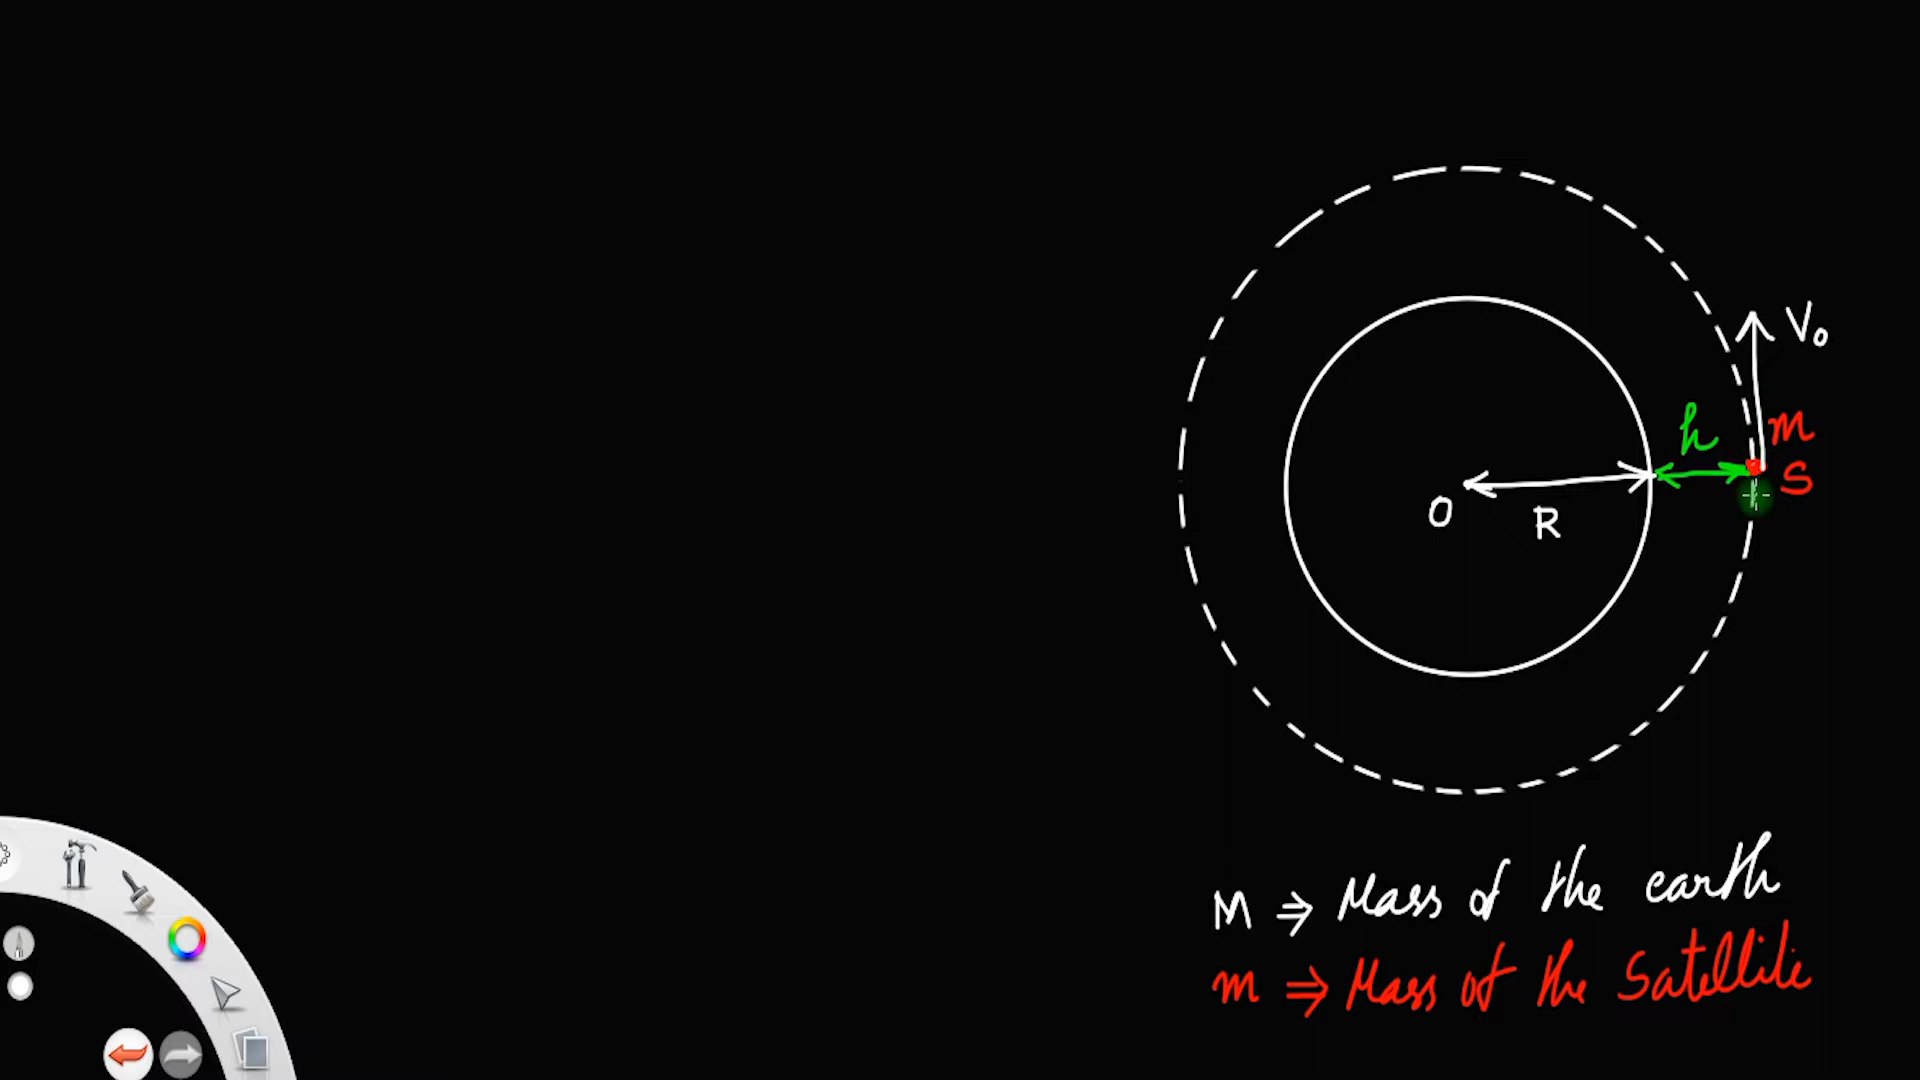 V₀
h
m
S
O
R
M ⇒ Mass of the earth
m ⇒ Mass of the Satellite